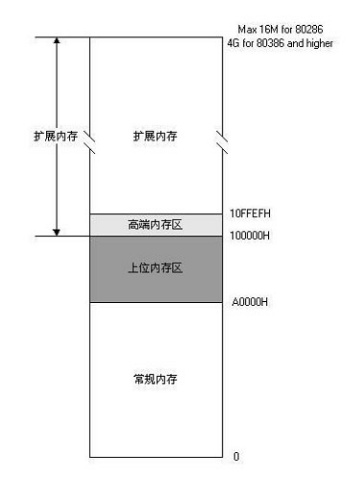 Max 16M for 80286
4G for 80386 and higher
扩展内存
扩展内存
10FFEFH
高端内存区
100000H
上位内存区
A0000H
常规内存
0